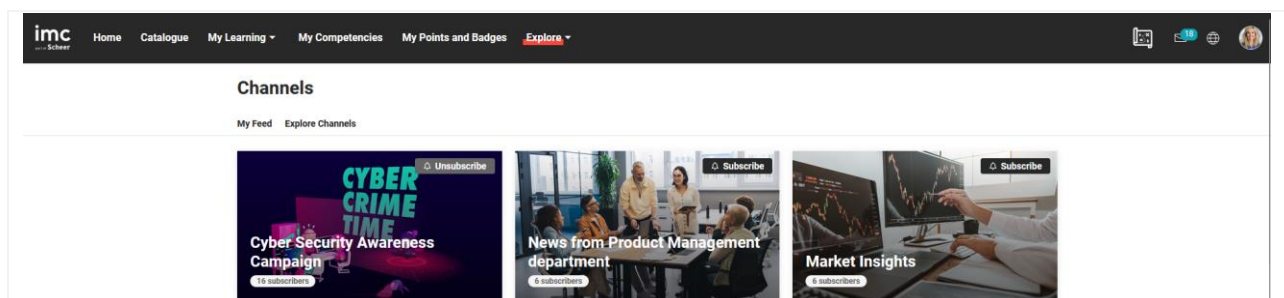 imc
Scheer
Home Catalogue My Learning My Competencies My Points and Badges Explore
18
Channels
My Feed Explore Channels
Unsubscribe
CYBER
CRIME
TIME
Cyber Security Awareness
Campaign
16 subscribers
Subscribe
News from Product Management
department
6 subscribers
Subscribe
Market Insights
6 subscribers